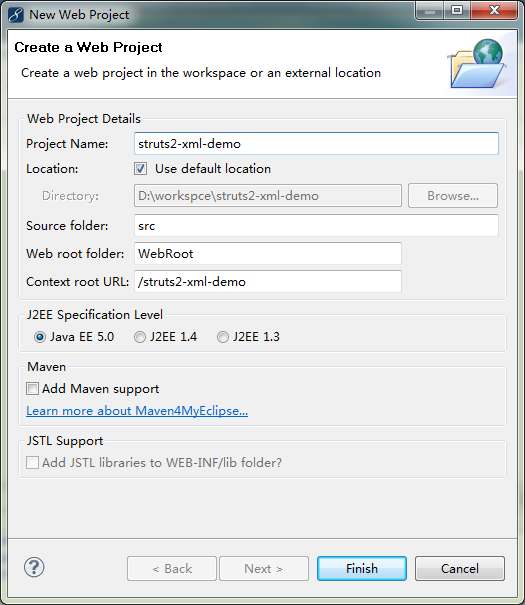 New Web Project
Create a Web Project
Create a web project in the workspace or an external location
Web Project Details
Project Name: struts2-xml-demo
Location: Use default location
Directory: D:\workspce\struts2-xml-demo Browse...
Source folder: src
Web root folder: WebRoot
Context root URL: /struts2-xml-demo
J2EE Specification Level
Java EE 5.0 J2EE 1.4 J2EE 1.3
Maven
Add Maven support
Learn more about Maven4MyEclipse...
JSTL Support
Add JSTL libraries to WEB-INF/lib folder?
? < Back Next > Finish Cancel